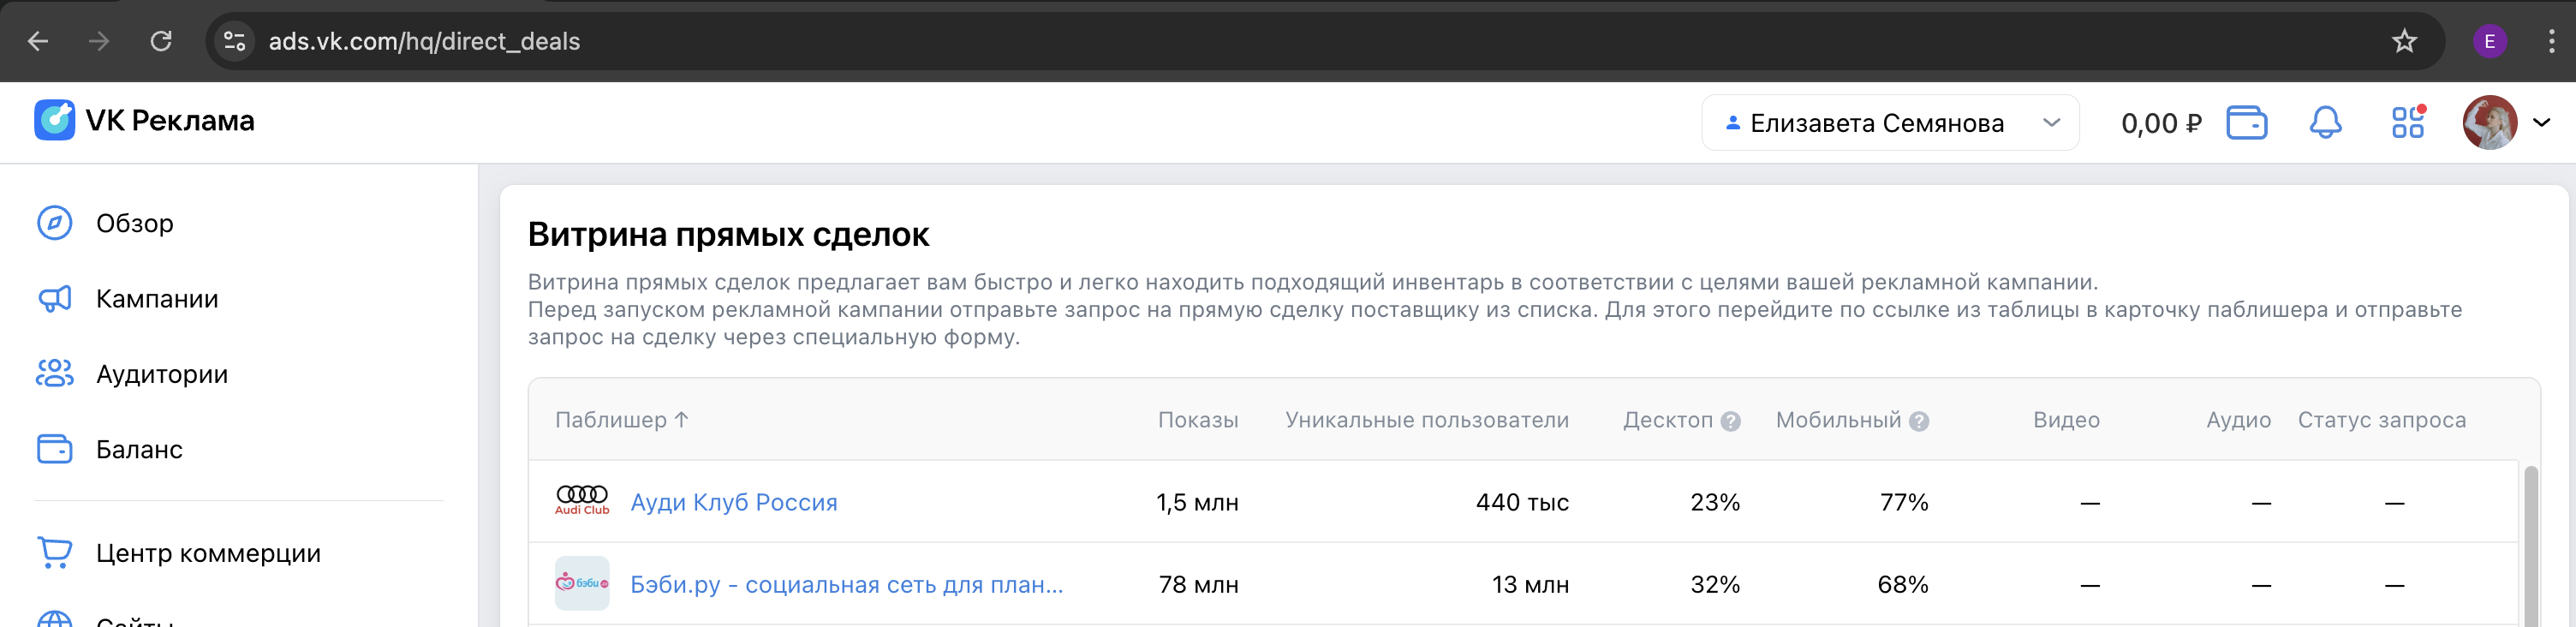 ads.vk.com/hq/direct_deals
E
VK Реклама
Елизавета Семянова
0,00 ₽
Обзор
Кампании
Аудитории
Баланс
Центр коммерции
Сайты
Витрина прямых сделок
Витрина прямых сделок предлагает вам быстро и легко находить подходящий инвентарь в соответствии с целями вашей рекламной кампании.
Перед запуском рекламной кампании отправьте запрос на прямую сделку поставщику из списка. Для этого перейдите по ссылке из таблицы в карточку паблишера и отправьте
запрос на сделку через специальную форму.
Паблишер ↑ Показы Уникальные пользователи Десктоп ? Мобильный ? Видео Аудио Статус запроса
Audi Club Ауди Клуб Россия 1,5 млн 440 тыс 23% 77% — — —
бэби Бэби.ру - социальная сеть для план... 78 млн 13 млн 32% 68% — — —